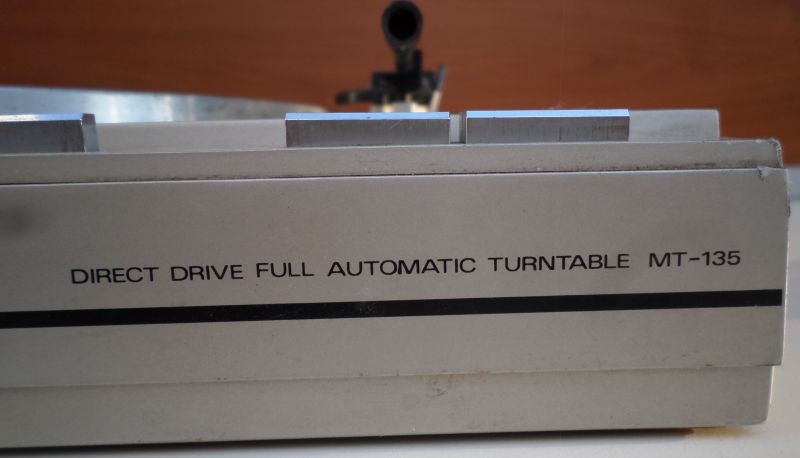 DIRECT DRIVE FULL AUTOMATIC TURNTABLE MT-135